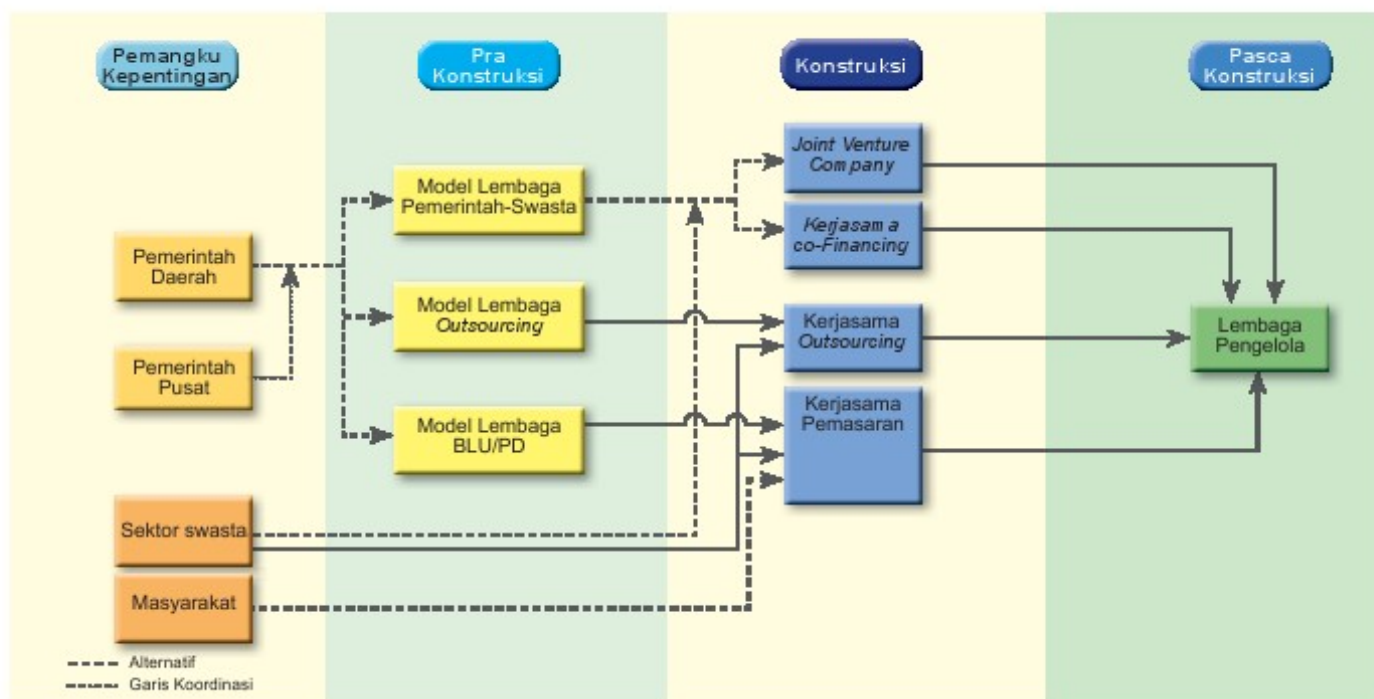 Pemangku
Kepentingan
Pra
Konstruksi
Konstruksi
Pasca
Konstruksi
Pemerintah
Daerah
Pemerintah
Pusat
Sektor swasta
Masyarakat
Model Lembaga
Pemerintah-Swasta
Model Lembaga
Outsourcing
Model Lembaga
BLU/PD
Joint Venture
Company
Kerjasama
co-Financing
Kerjasama
Outsourcing
Kerjasama
Pemasaran
Lembaga
Pengelola
Alternatif
Garis Koordinasi